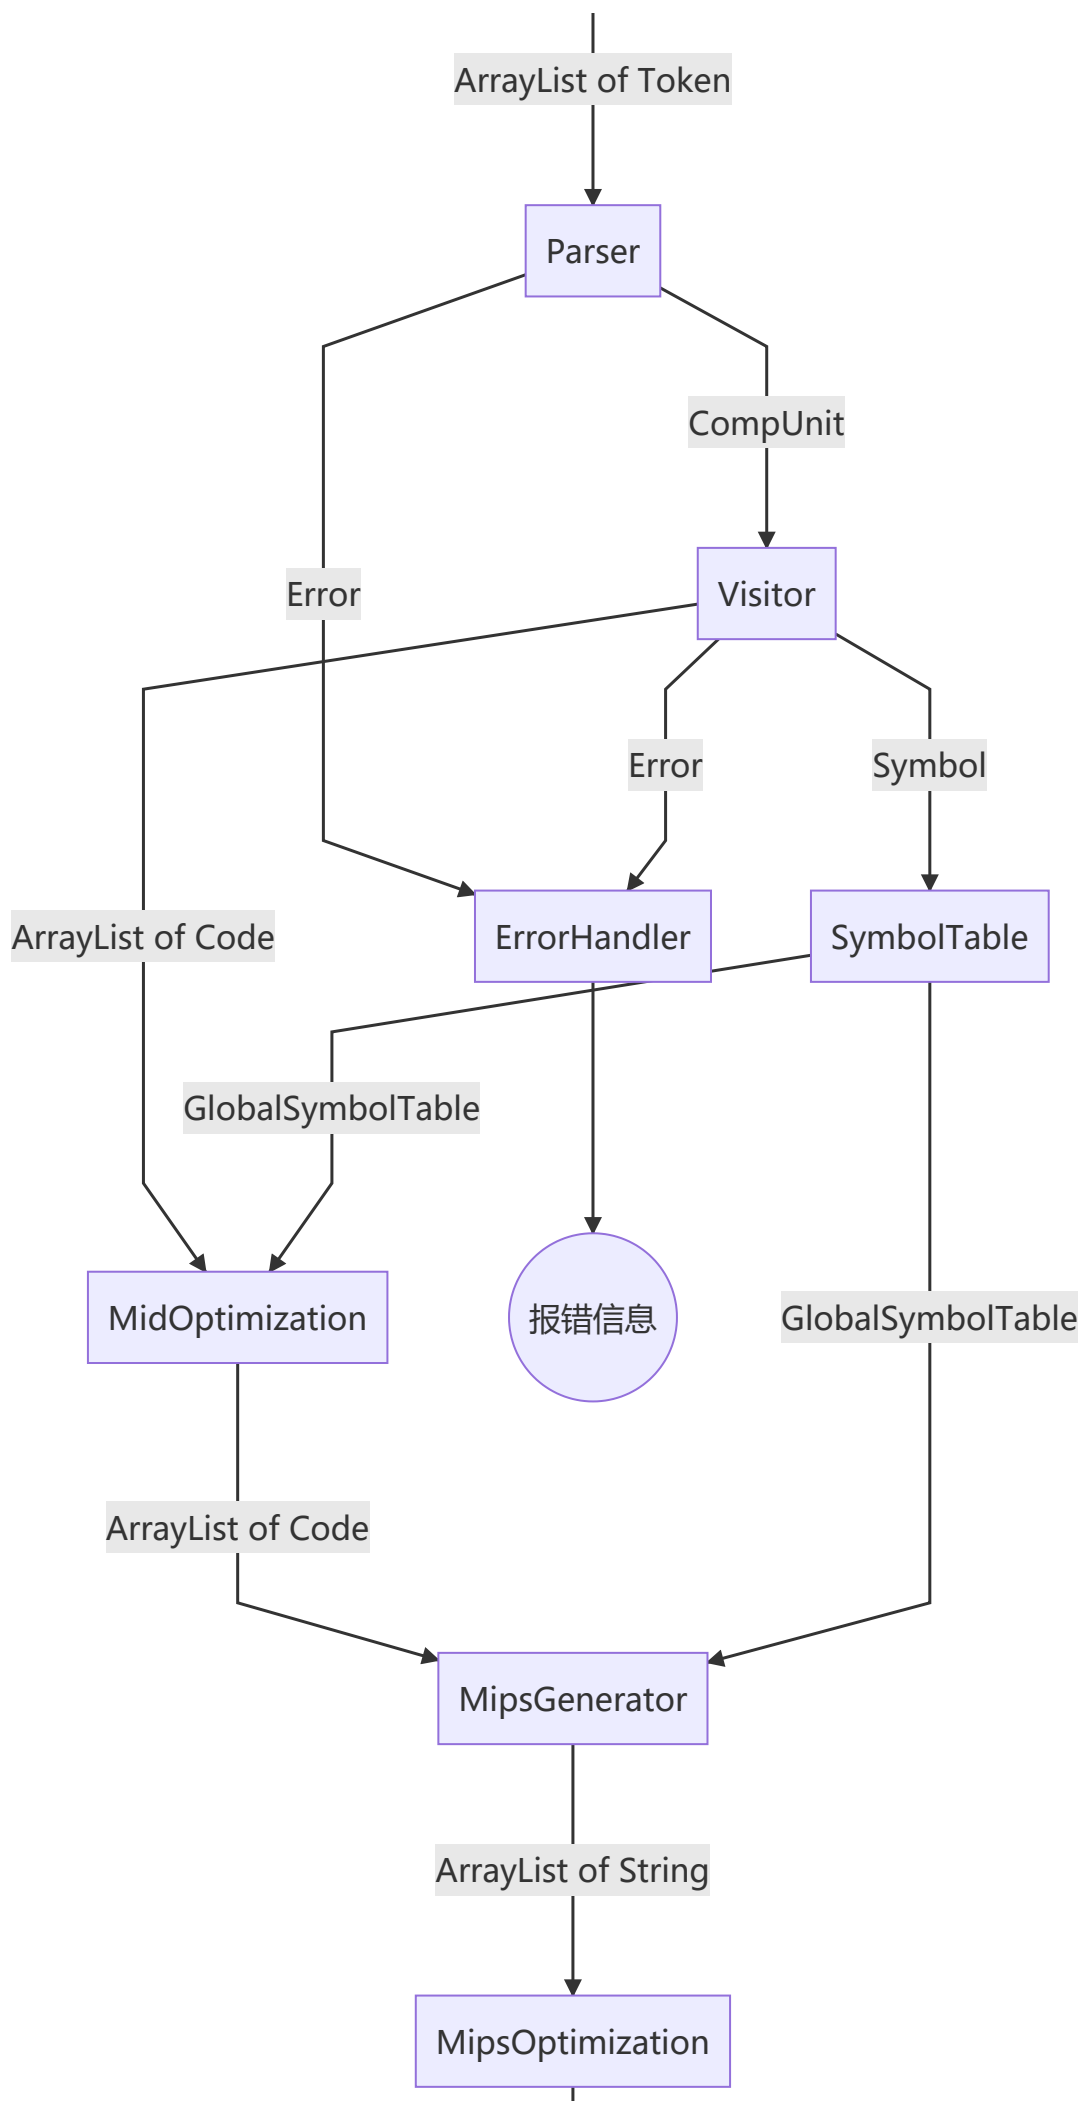 ArrayList of Token
Parser
CompUnit
Error
Visitor
Error
Symbol
ArrayList of Code
ErrorHandler
SymbolTable
GlobalSymbolTable
MidOptimization
报错信息
GlobalSymbolTable
ArrayList of Code
MipsGenerator
ArrayList of String
MipsOptimization